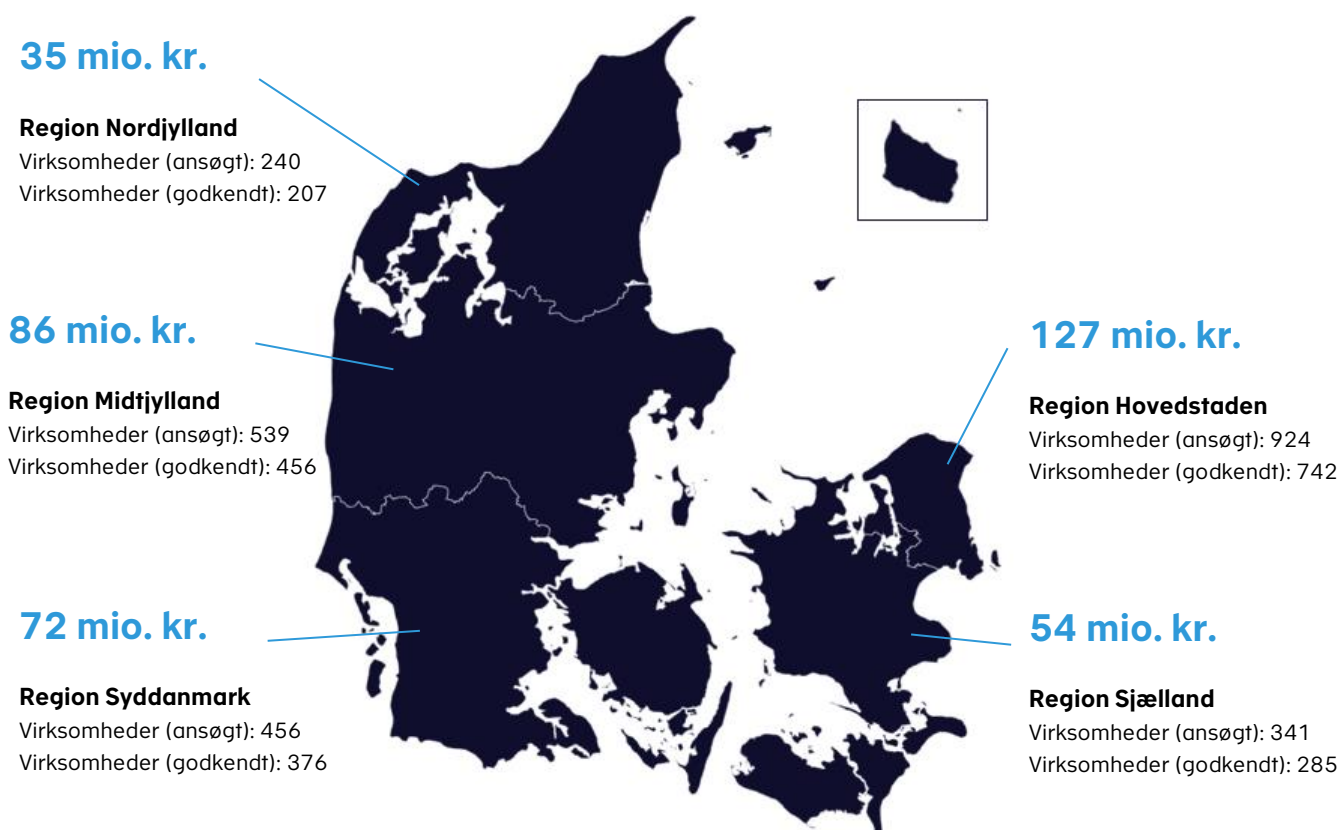 35 mio. kr.
Region Nordjylland
Virksomheder (ansøgt): 240
Virksomheder (godkendt): 207
86 mio. kr.
Region Midtjylland
Virksomheder (ansøgt): 539
Virksomheder (godkendt): 456
72 mio. kr.
Region Syddanmark
Virksomheder (ansøgt): 456
Virksomheder (godkendt): 376
127 mio. kr.
Region Hovedstaden
Virksomheder (ansøgt): 924
Virksomheder (godkendt): 742
54 mio. kr.
Region Sjælland
Virksomheder (ansøgt): 341
Virksomheder (godkendt): 285